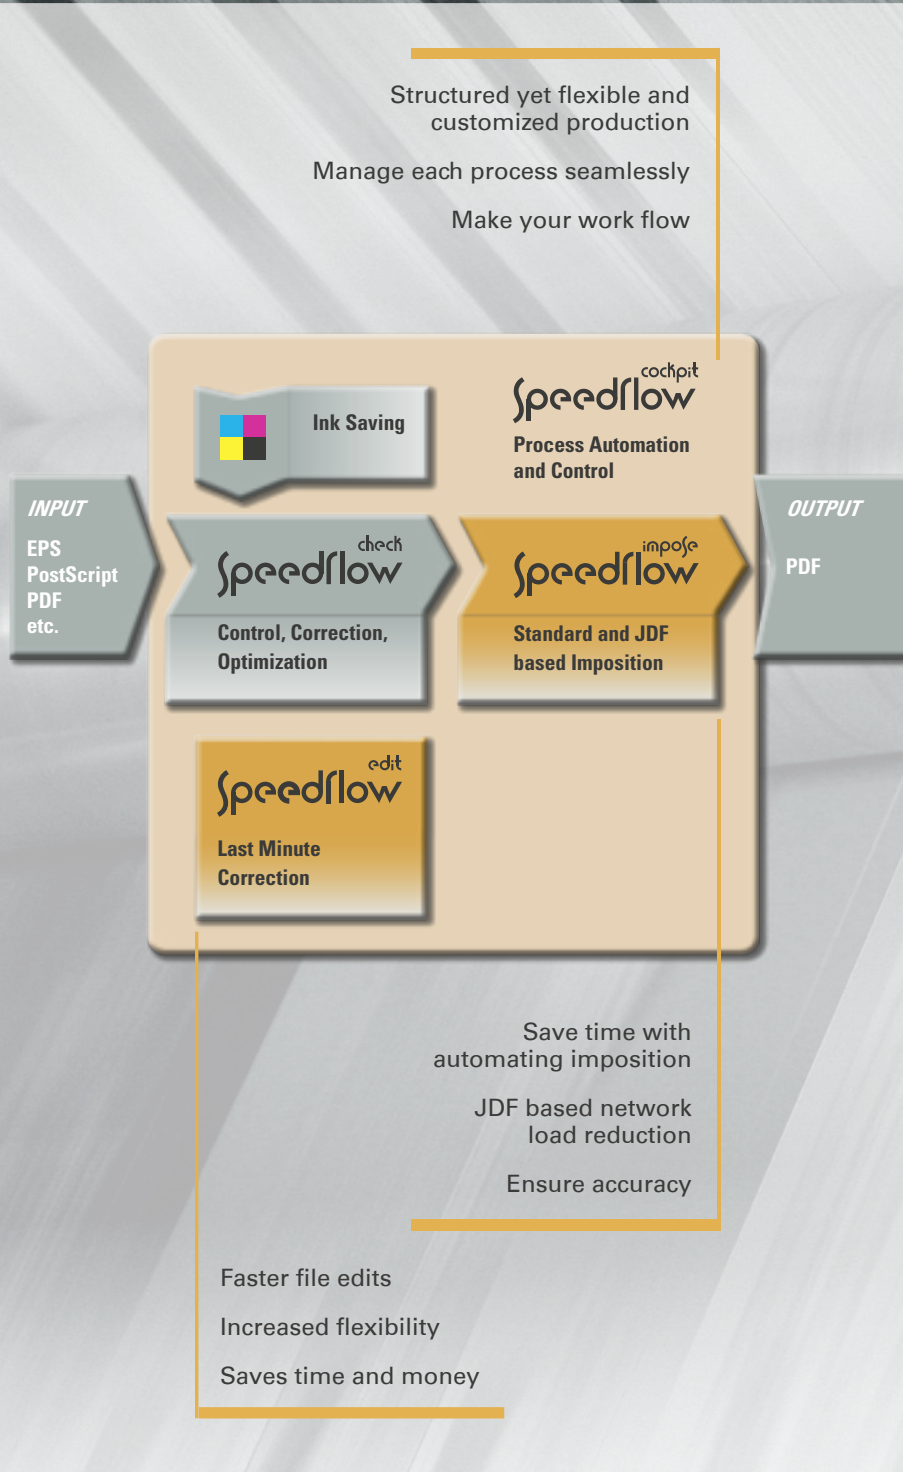 Structured yet flexible and
customized production
Manage each process seamlessly
Make your work flow
Ink Saving
cockpit
Speedflow
Process Automation
and Control
INPUT
EPS
PostScript
PDF
etc.
check
Speedflow
Control, Correction,
Optimization
impose
Speedflow
Standard and JDF
based Imposition
OUTPUT
PDF
edit
Speedflow
Last Minute
Correction
Save time with
automating imposition
JDF based network
load reduction
Ensure accuracy
Faster file edits
Increased flexibility
Saves time and money